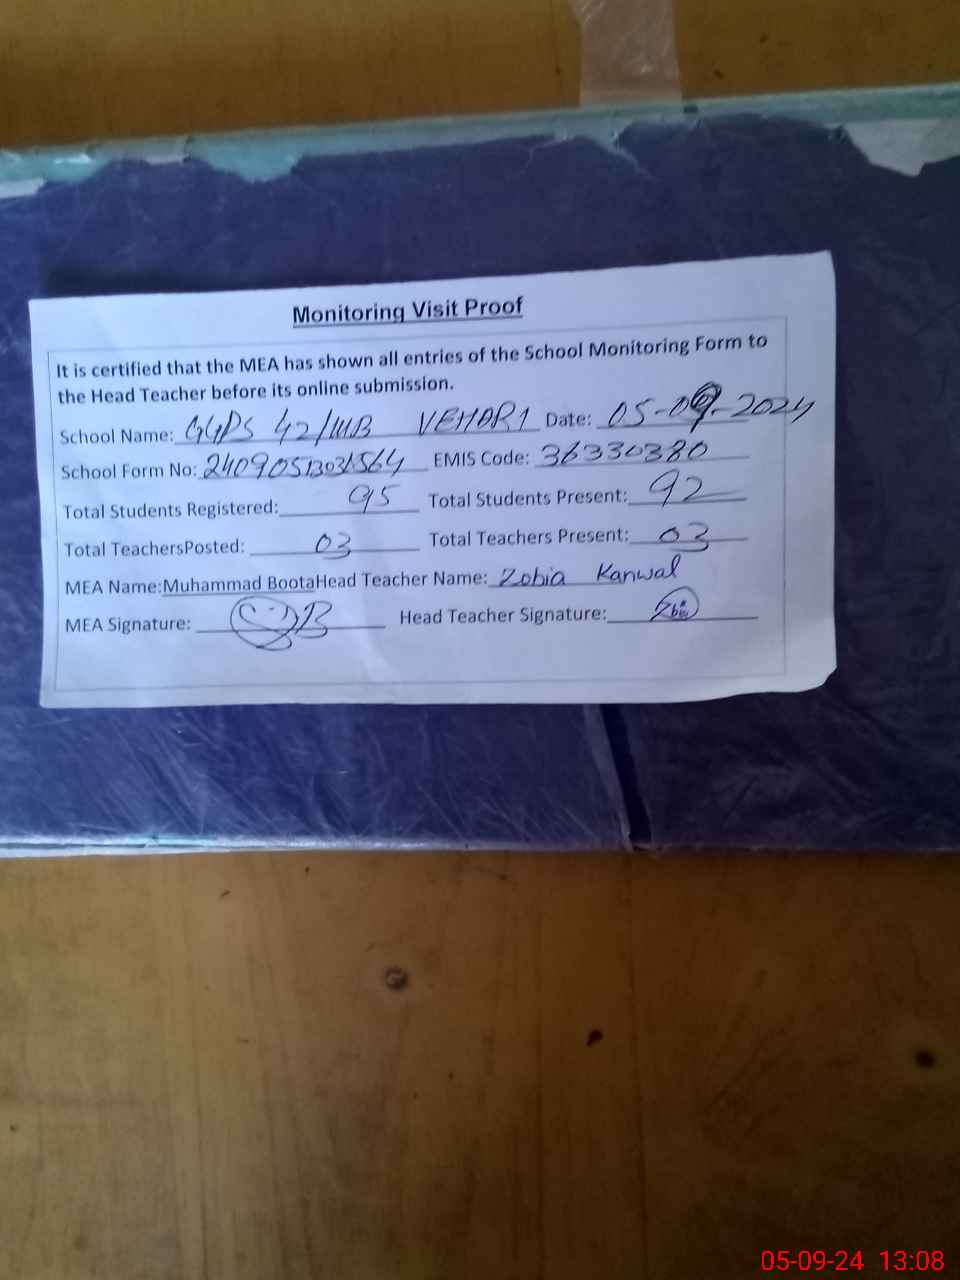 Monitoring Visit Proof
It is certified that the MEA has shown all entries of the School Monitoring Form to
the Head Teacher before its online submission.
School Name: GGPS 42/WB VEHARI Date: 05-09-2024
School Form No: EMIS Code: 36330380
Total Students Registered: 95 Total Students Present: 92
Total TeachersPosted: 03 Total Teachers Present: 03
MEA Name:Muhammad BootaHead Teacher Name: Zobia Kanwal
MEA Signature: Head Teacher Signature:
05-09-24 13:08